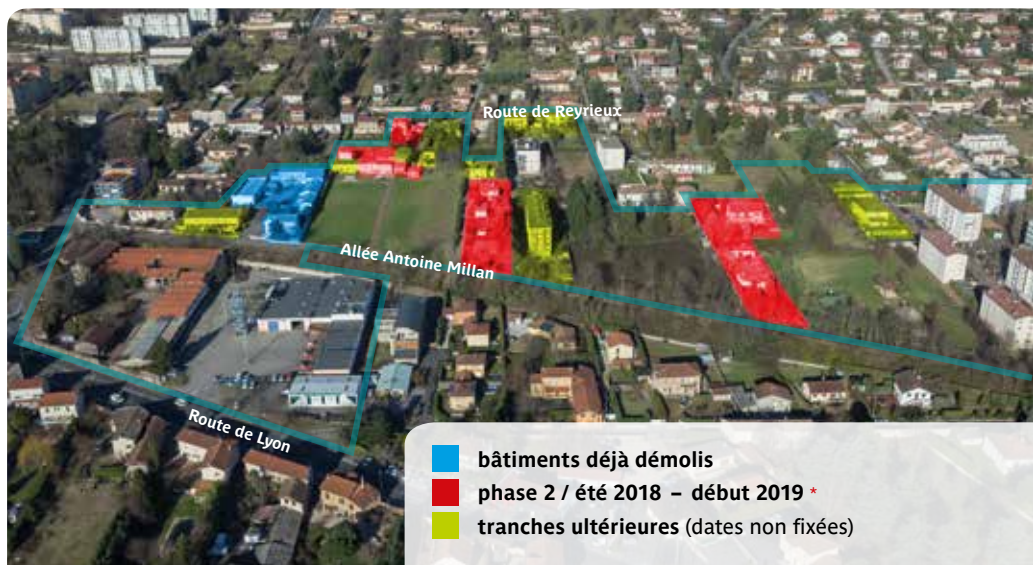 Route de Reyrieux
Allée Antoine Millan
Route de Lyon
bâtiments déjà démolis
phase 2 / été 2018 – début 2019 *
tranches ultérieures (dates non fixées)